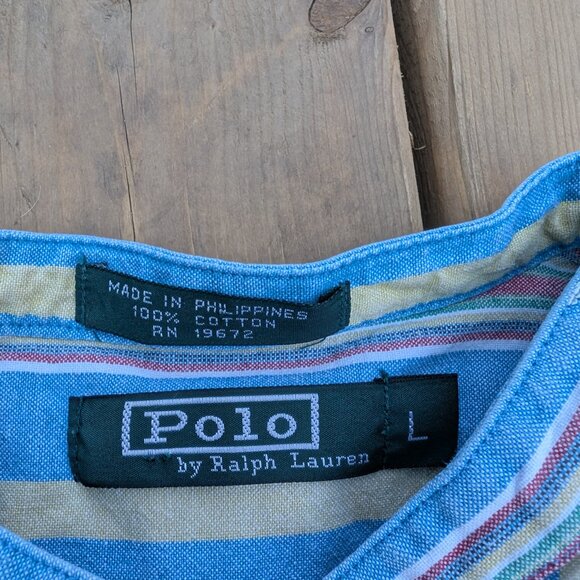 MADE IN PHILIPPINES
100% COTTON
RN 19672
Polo
by Ralph Lauren
L